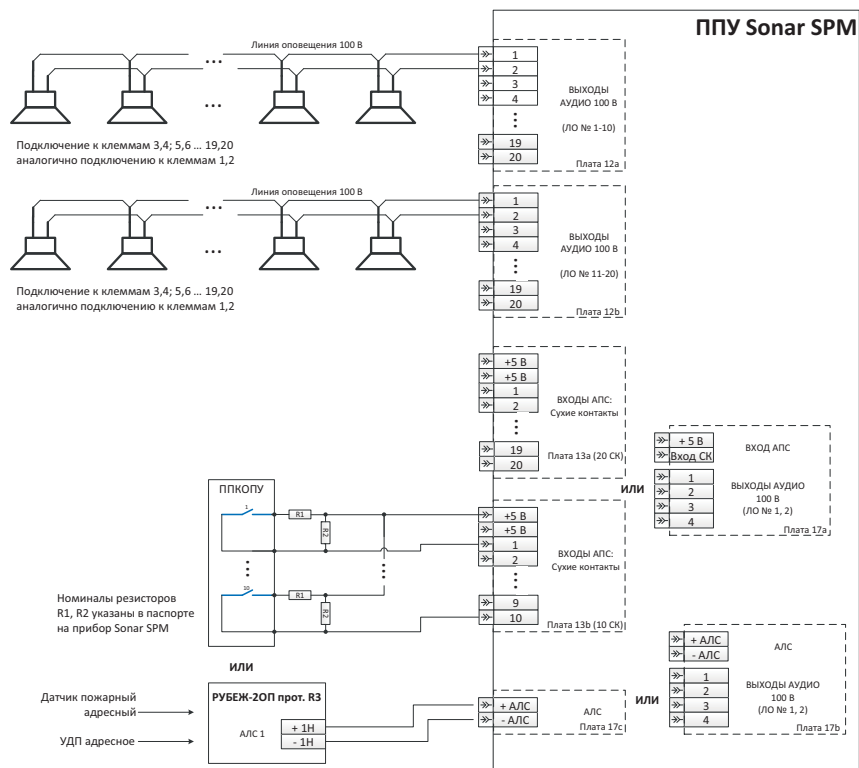 ППУ Sonar SPM
Линия оповещения 100 В
...
...
1
2
3
4
19
20
ВЫХОДЫ
АУДИО 100 В
(ЛО № 1-10)
Плата 12а
Подключение к клеммам 3,4; 5,6 ... 19,20
аналогично подключению к клеммам 1,2
Линия оповещения 100 В
...
...
1
2
3
4
19
20
ВЫХОДЫ
АУДИО 100 В
(ЛО № 11-20)
Плата 12b
Подключение к клеммам 3,4; 5,6 ... 19,20
аналогично подключению к клеммам 1,2
+5 В
+5 В
1
2
19
20
ВХОДЫ АПС:
Сухие контакты
Плата 13а (20 СК)
ИЛИ
+ 5 В
Вход СК
1
2
3
4
ВХОД АПС
ВЫХОДЫ АУДИО
100 В
(ЛО № 1, 2)
Плата 17а
ППКОПУ
1
R1
R2
10
R1
R2
+5 В
+5 В
1
2
9
10
ВХОДЫ АПС:
Сухие контакты
Плата 13b (10 СК)
Номиналы резисторов
R1, R2 указаны в паспорте
на прибор Sonar SPM
ИЛИ
Датчик пожарный
адресный
УДП адресное
РУБЕЖ-2ОП прот. R3
АЛС 1
+ 1Н
- 1Н
+ АЛС
- АЛС
АЛС
Плата 17с
ИЛИ
+ АЛС
- АЛС
1
2
3
4
АЛС
ВЫХОДЫ АУДИО
100 В
(ЛО № 1, 2)
Плата 17b